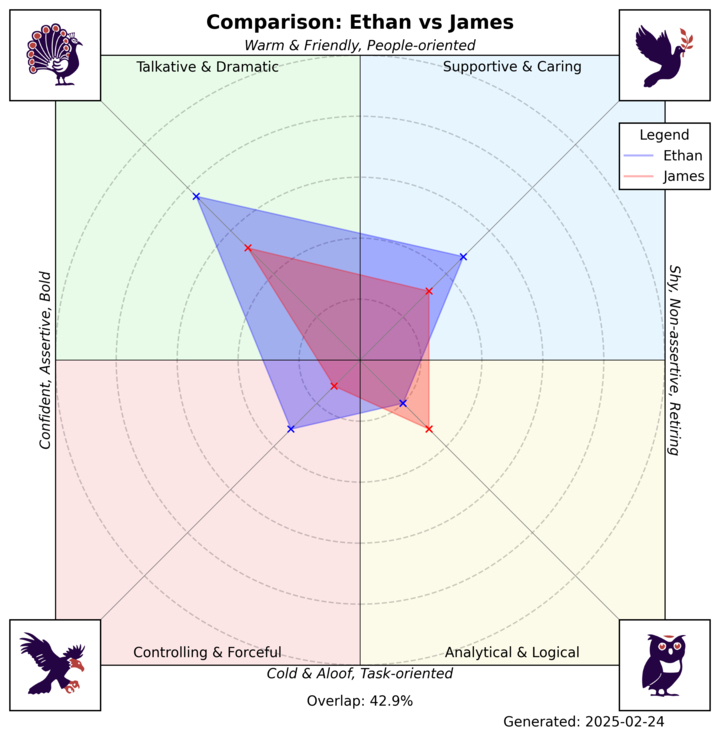 Comparison: Ethan vs James
Warm & Friendly, People-oriented
Talkative & Dramatic
Supportive & Caring
Legend
Ethan
James
Confident, Assertive, Bold
Shy, Non-assertive, Retiring
Controlling & Forceful
Analytical & Logical
Cold & Aloof, Task-oriented
Overlap: 42.9%
Generated: 2025-02-24